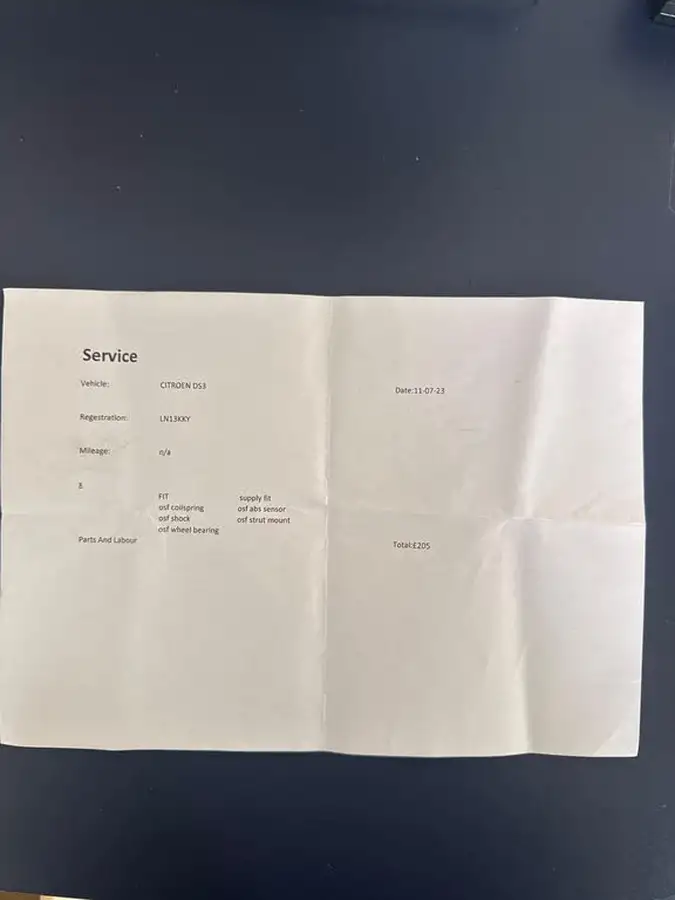 Service
Vehicle: CITROEN DS3
Date:11-07-23
Regestration: LN13KKY
Mileage: n/a
FIT supply fit
osf coilspring osf abs sensor
osf shock osf strut mount
osf wheel bearing
Parts And Labour
Total:£205